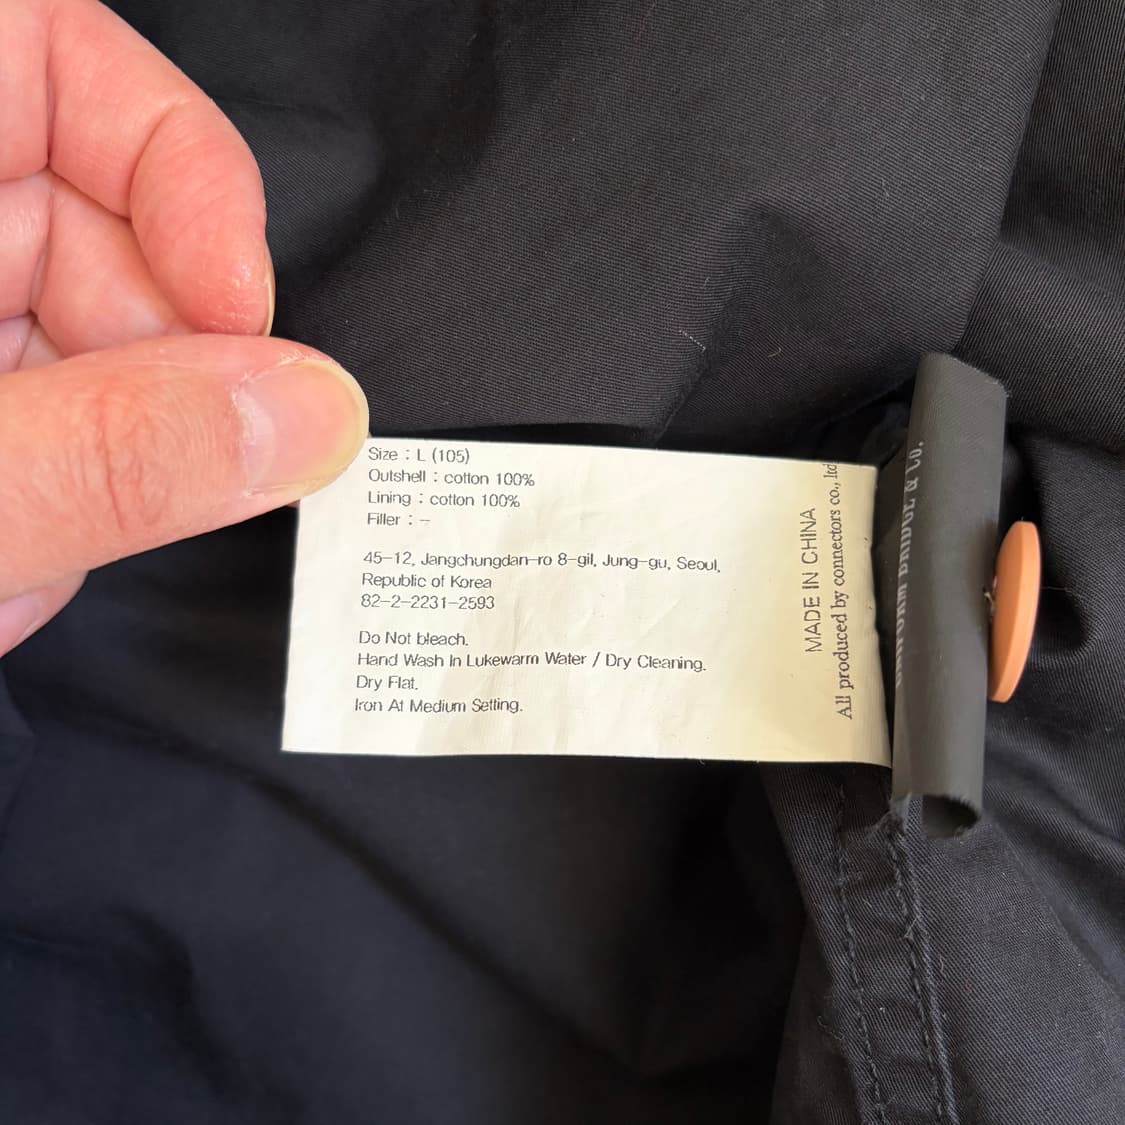 Size : L (105)
Outshell : cotton 100%
Lining : cotton 100%
Filler : --
45-12, Jangchungdan-ro 8-gil, Jung-gu, Seoul,
Republic of Korea
82-2-2231-2593
Do Not bleach.
Hand Wash In Lukewarm Water / Dry Cleaning.
Dry Flat.
Iron At Medium Setting.
MADE IN CHINA
All produced by connectors co., ltd
BRIDGE & Co.